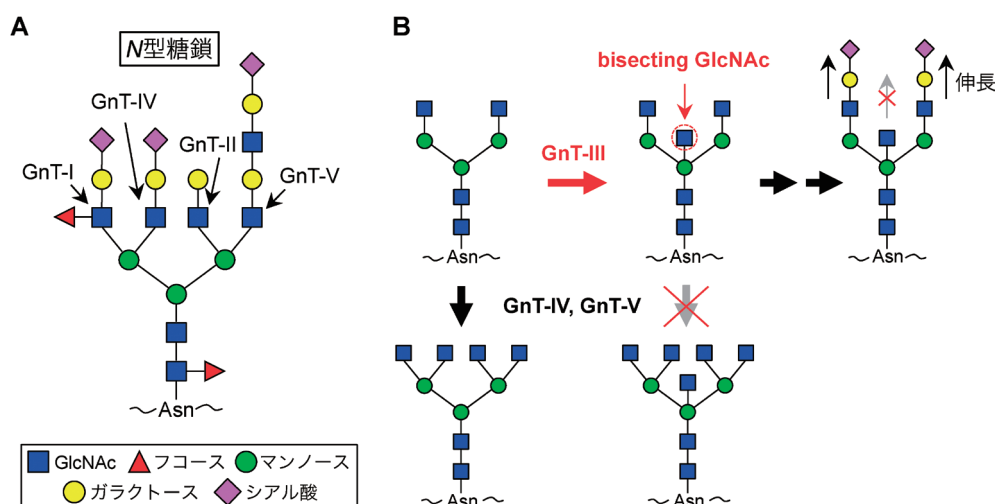 A
N型糖鎖
GnT-IV
GnT-II
GnT-I
GnT-V
～Asn～
GlcNAc フコース マンノース
ガラクトース シアル酸
B
bisecting GlcNAc
伸長
GnT-III
～Asn～ ～Asn～ ～Asn～
GnT-IV, GnT-V
～Asn～ ～Asn～